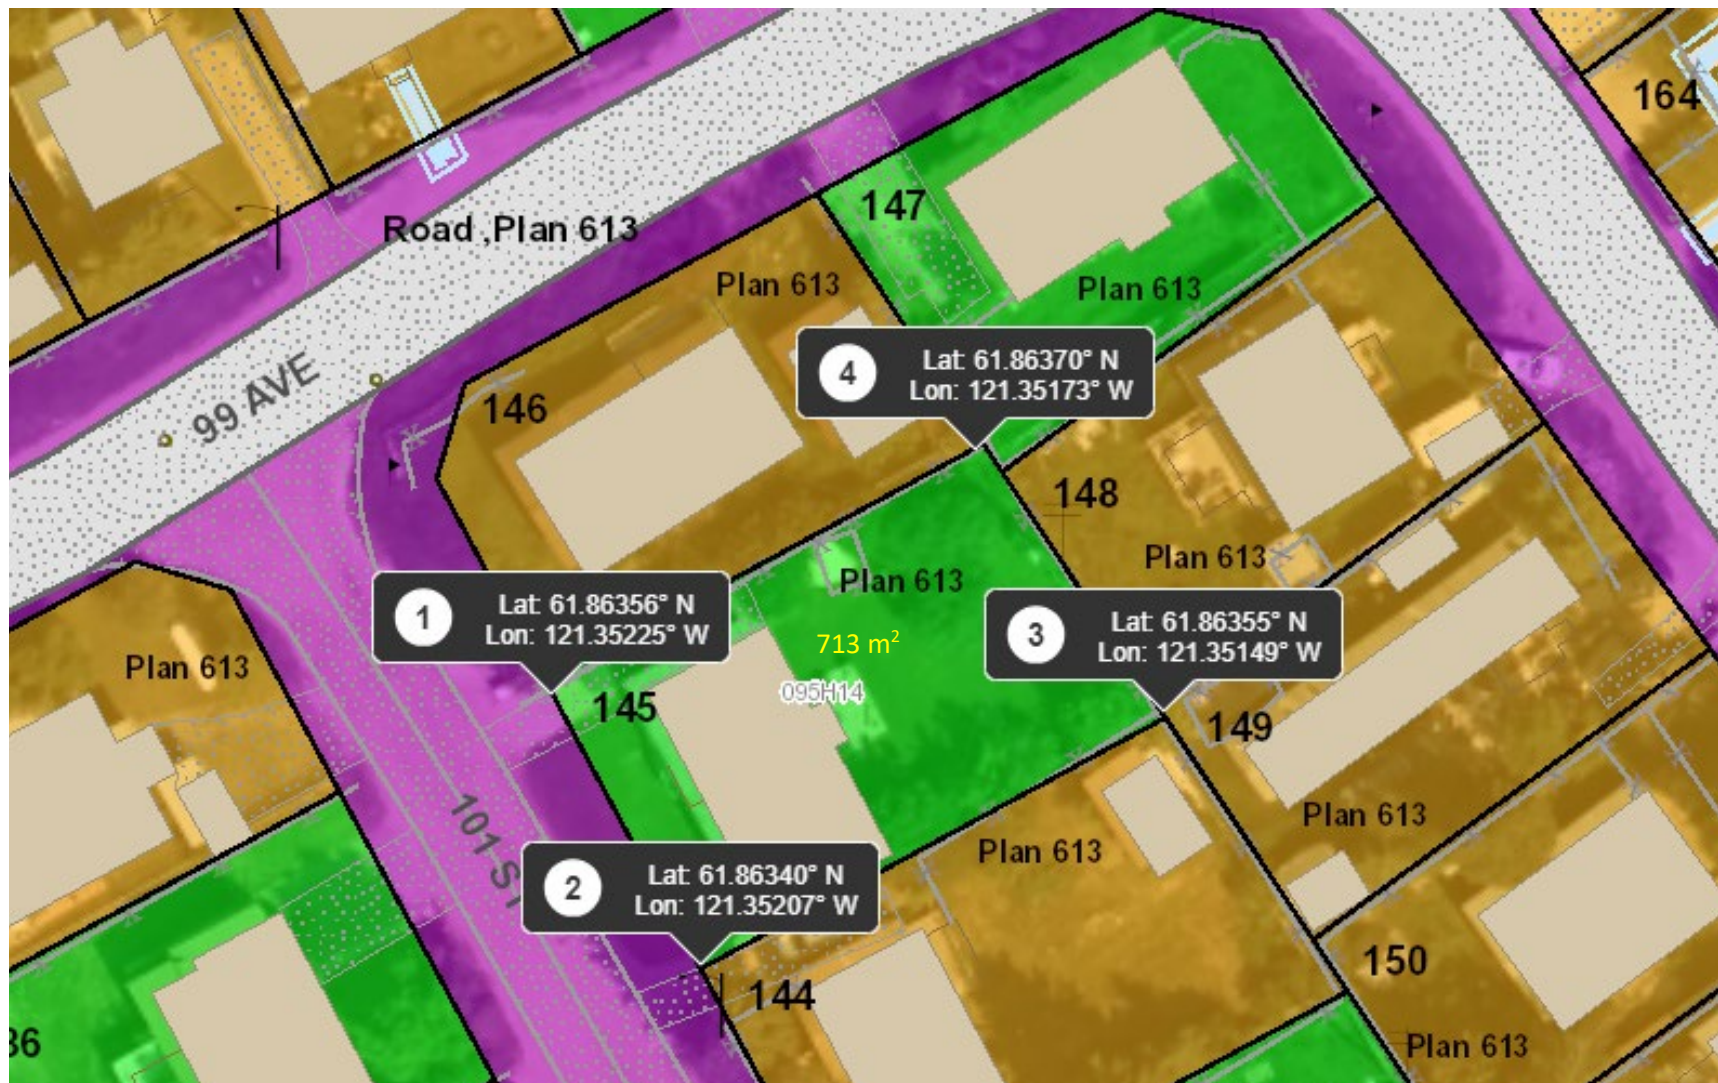 164
147
Road ,Plan 613
Plan 613
Plan 613
4
Lat: 61.86370° N
Lon: 121.35173° W
99 AVE
146
148
Plan 613
Plan 613
1
Lat: 61.86356° N
Lon: 121.35225° W
3
Lat: 61.86355° N
Lon: 121.35149° W
713 m²
Plan 613
095H14
145
149
Plan 613
101 ST
Plan 613
2
Lat: 61.86340° N
Lon: 121.35207° W
150
144
36
Plan 613